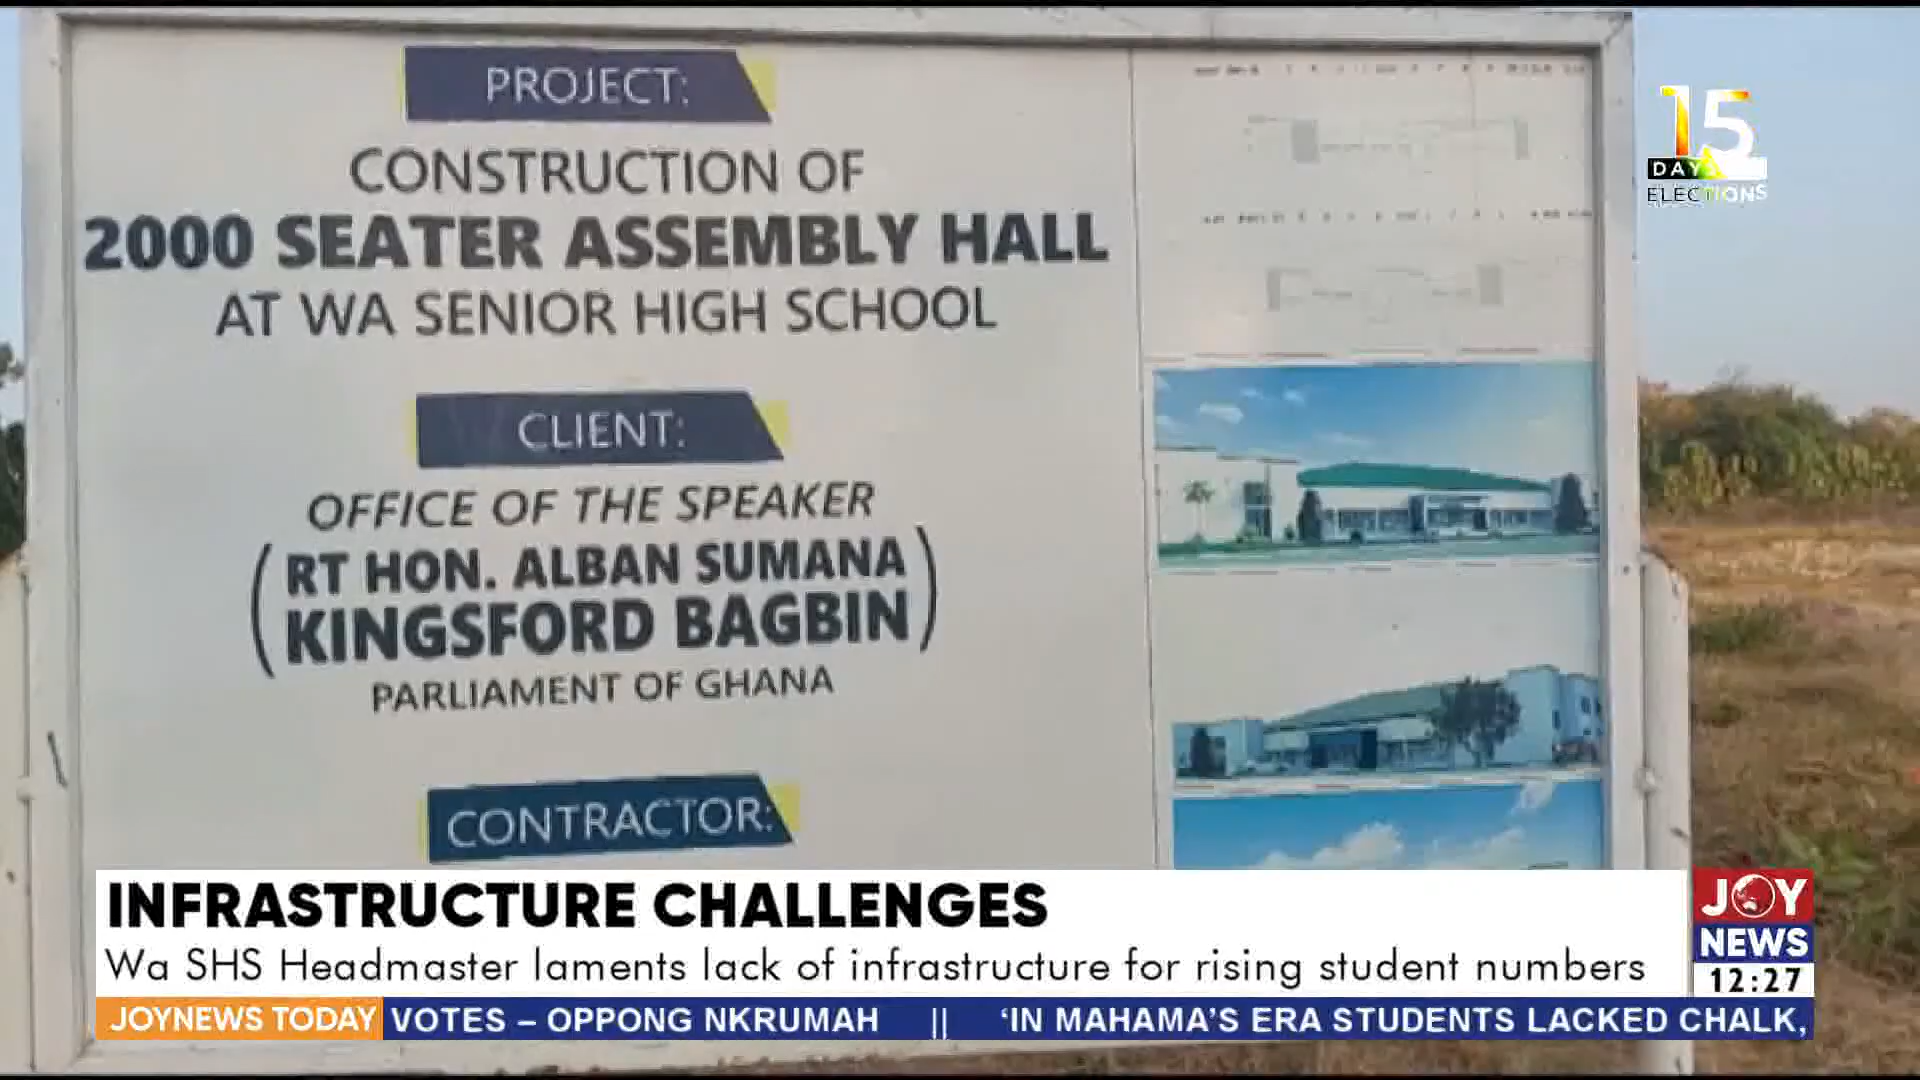 PROJECT:
CONSTRUCTION OF
2000 SEATER ASSEMBLY HALL
AT WA SENIOR HIGH SCHOOL
CLIENT:
OFFICE OF THE SPEAKER
(RT HON. ALBAN SUMANA
KINGSFORD BAGBIN)
PARLIAMENT OF GHANA
CONTRACTOR:
15
DAYS
ELECTIONS
INFRASTRUCTURE CHALLENGES
Wa SHS Headmaster laments lack of infrastructure for rising student numbers
JOY
NEWS
12:27
JOYNEWS TODAY VOTES – OPPONG NKRUMAH || ‘IN MAHAMA’S ERA STUDENTS LACKED CHALK,